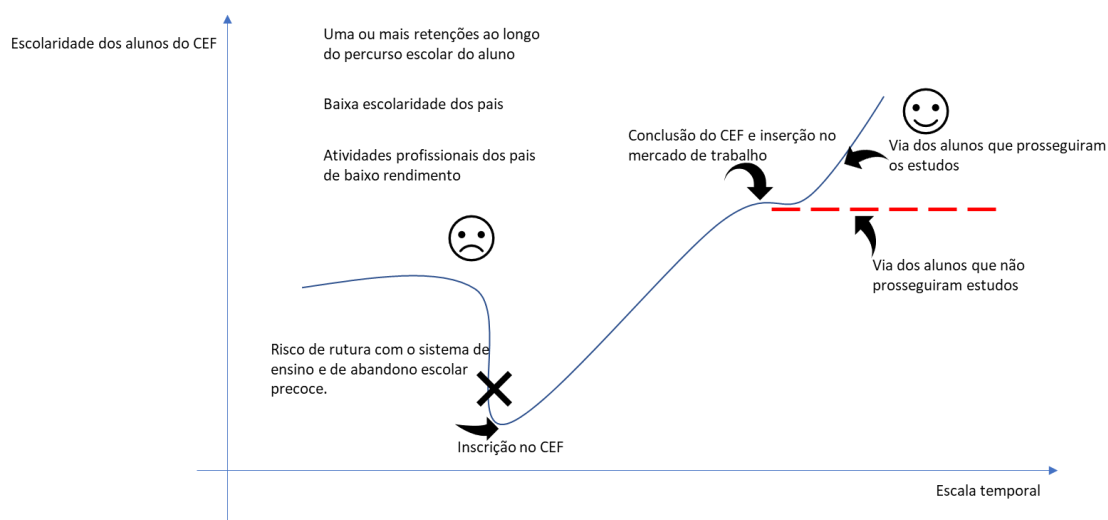 Escolaridade dos alunos do CEF
Uma ou mais retenções ao longo
do percurso escolar do aluno
Baixa escolaridade dos pais
Atividades profissionais dos pais
de baixo rendimento
Conclusão do CEF e inserção no
mercado de trabalho
Via dos alunos que prosseguiram
os estudos
Via dos alunos que não
prosseguiram estudos
Risco de rutura com o sistema de
ensino e de abandono escolar
precoce.
Inscrição no CEF
Escala temporal